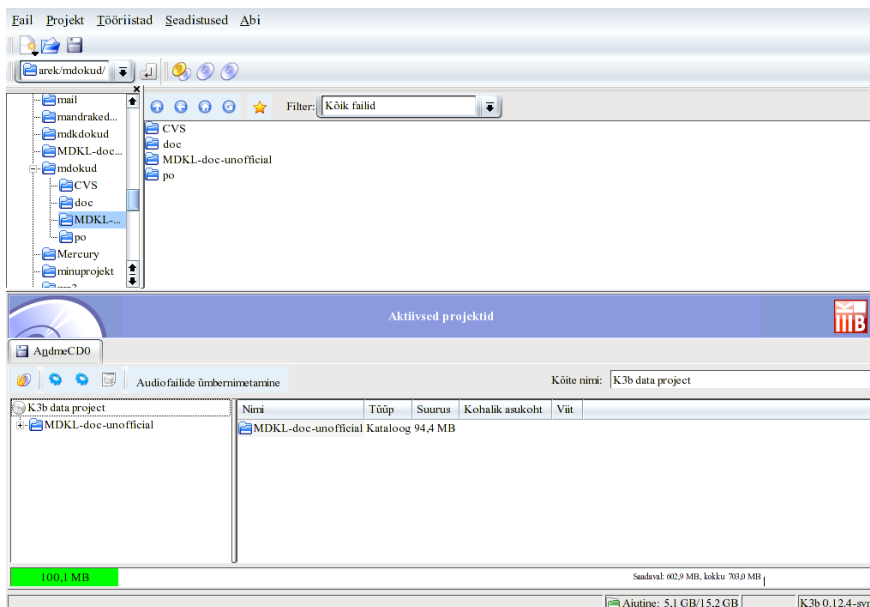 Fail Projekt Tööriistad Seadistused Abi
arek/mdokud/
mail
mandraked...
mdkdokud
MDKL-doc...
mdokud
CVS
doc
MDKL-...
po
Mercury
minuprojekt
Filter: Kõik failid
CVS
doc
MDKL-doc-unofficial
po
Aktiivsed projektid
AndmeCD0
Audiofailide ümbernimetamine
Köite nimi: K3b data project
K3b data project
MDKL-doc-unofficial
Nimi Tüüp Suurus Kohalik asukoht Viit
MDKL-doc-unofficial Kataloog 94,4 MB
100,1 MB
Saadaval: 602,9 MB, kokku 703,0 MB
Ajutine: 5,1 GB/15,2 GB
K3b 0.12.4-svn